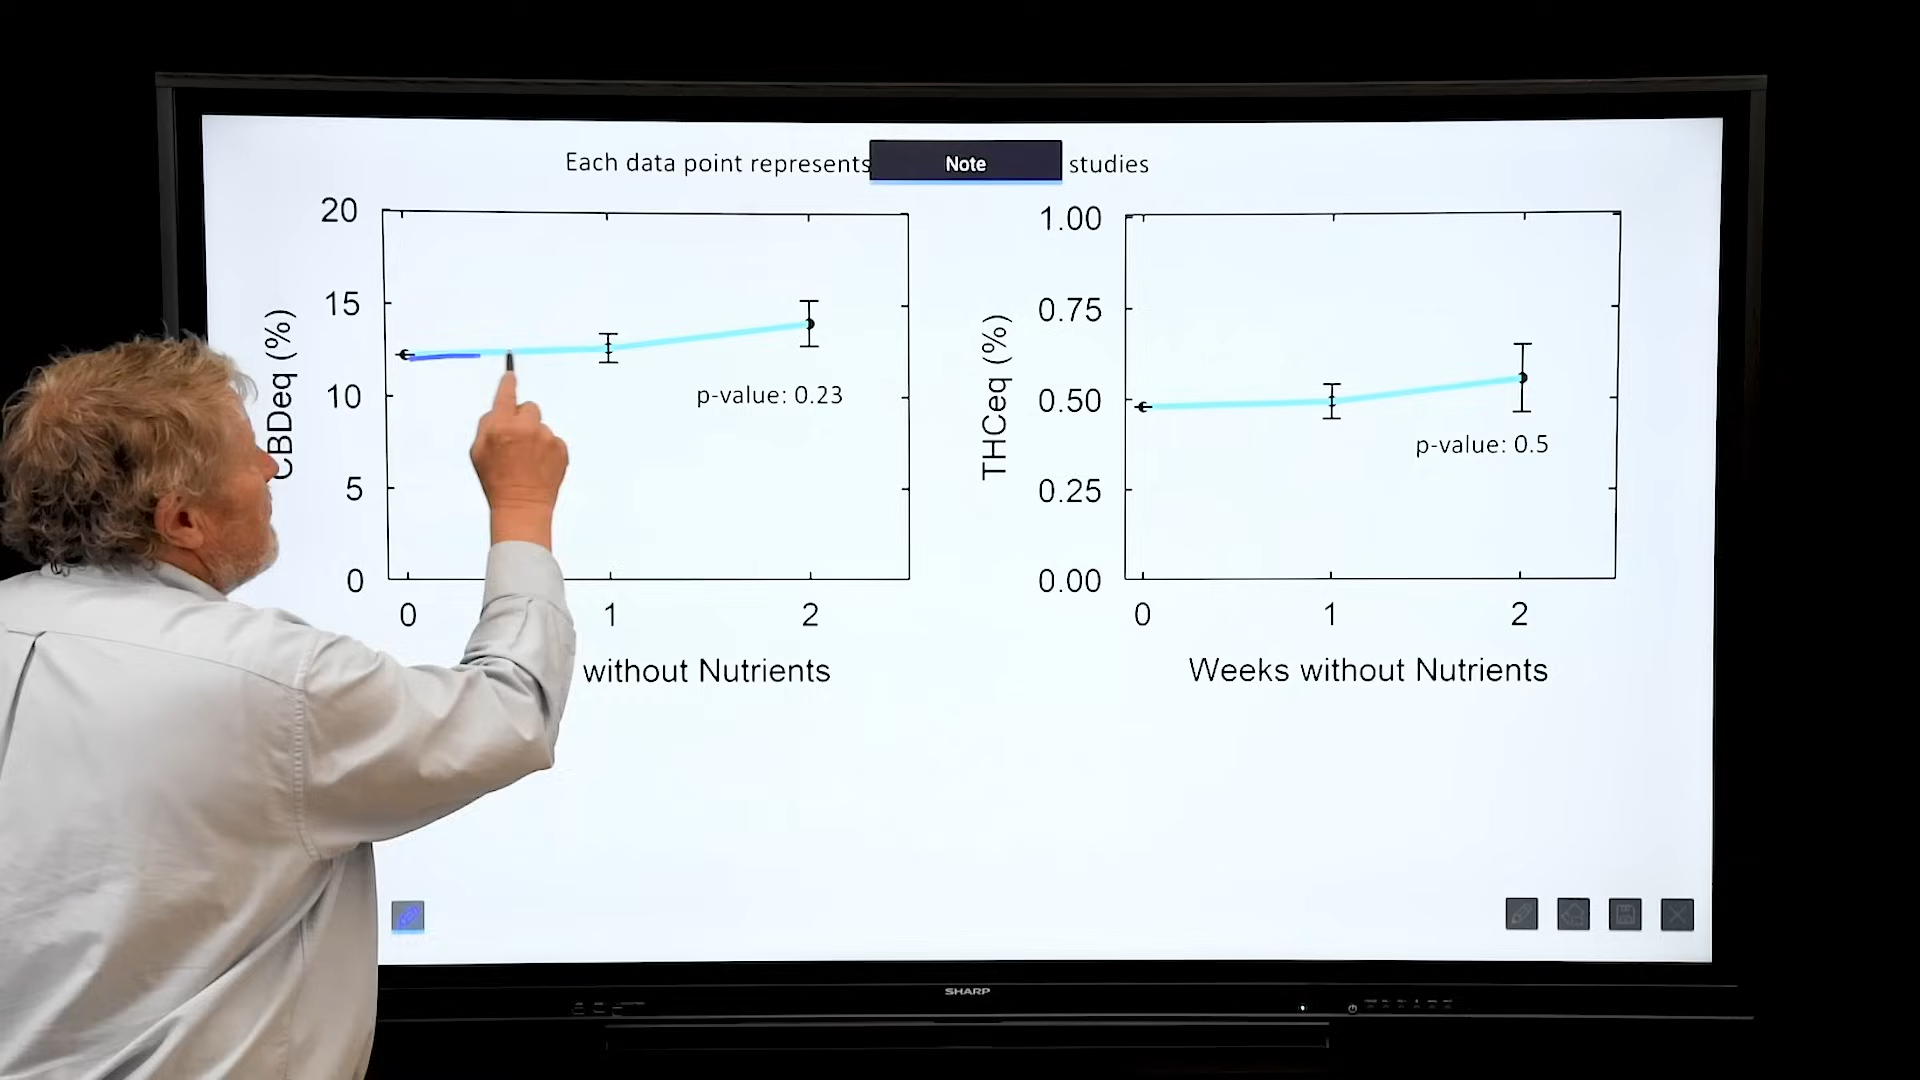 Each data point represents Note studies
20
15
10
5
0
CBDeq (%)
p-value: 0.23
0 1 2
without Nutrients
1.00
0.75
0.50
0.25
0.00
THCeq (%)
p-value: 0.5
0 1 2
Weeks without Nutrients
SHARP